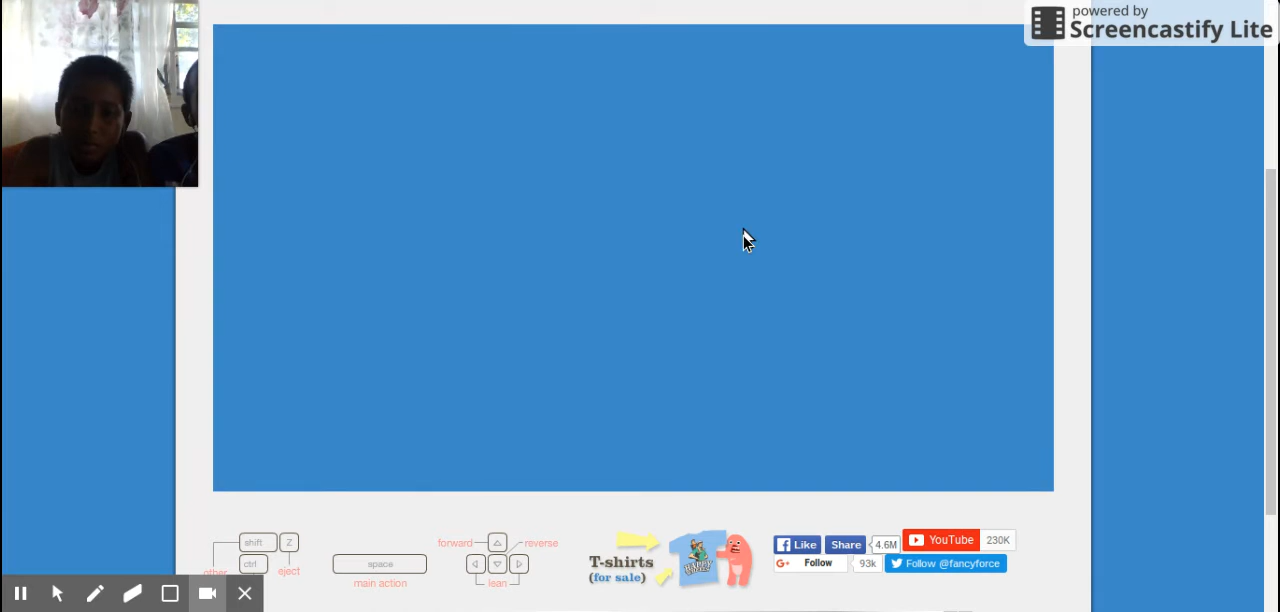 powered by
Screencastify Lite
shift
Z
ctrl
other
eject
space
main action
forward
reverse
lean
T-shirts
(for sale)
HAPPY
Like
Share
4.6M
YouTube
230K
G+
Follow
93k
Follow @fancyforce